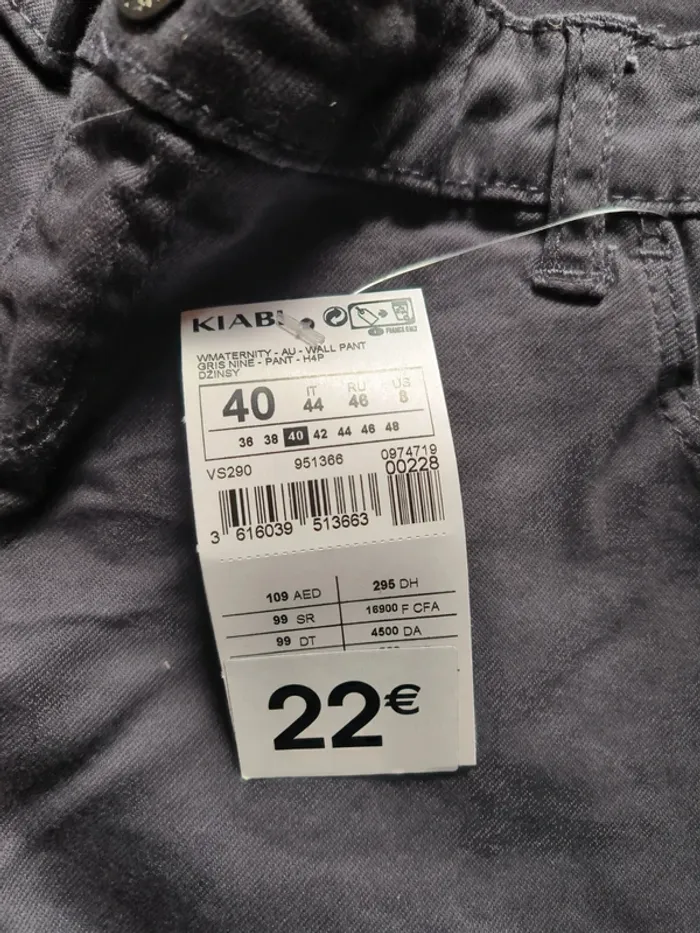 KIABI
WMATERNITY - AU - WALL PANT
GRIS NINE - PANT - H4P
DZINSY
40 IT 44 RU 46 US 8
36 38 40 42 44 46 48
VS290 951366 0974719
00228
3 616039 513663
109 AED 295 DH
99 SR 16900 F CFA
99 DT 4500 DA
22€